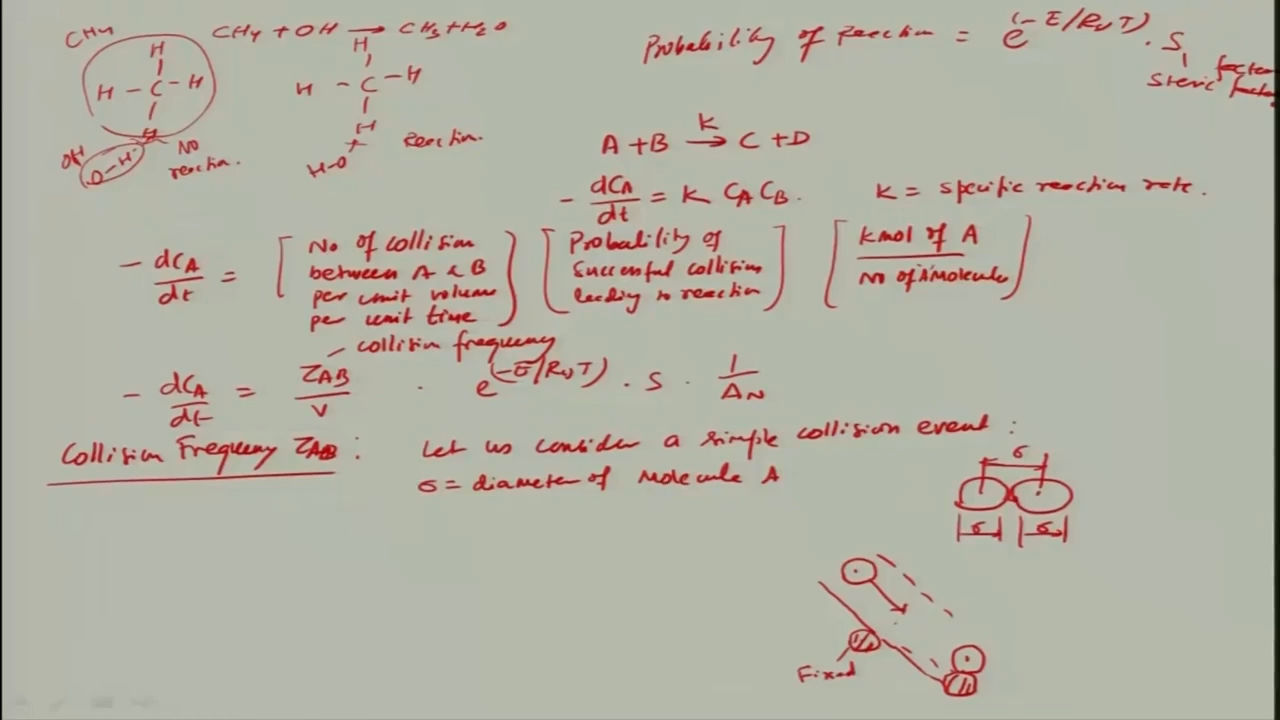 CH4
CH4 + OH → CH3 + H2O
Probability of Reaction = e^(-E/RuT) . S
Steric factor
factor
H
H - C - H
H
OH
O-H
No reaction.
H
H - C - H
H
H-O
Reaction.
A + B →K C + D
- dCA/dt = K CA CB.
K = specific reaction rate.
- dCA/dt = [No of collision between A & B per unit volume per unit time] [Probability of successful collision leading to reaction] [Kmol of A / No of A molecule]
collision frequency
- dCA/dt = ZAB/V . e^(-E/RuT) . S . 1/AN
Collision Frequency ZAB :
Let us consider a simple collision event :
σ = diameter of molecule A
σ
σ
σ
Fixed